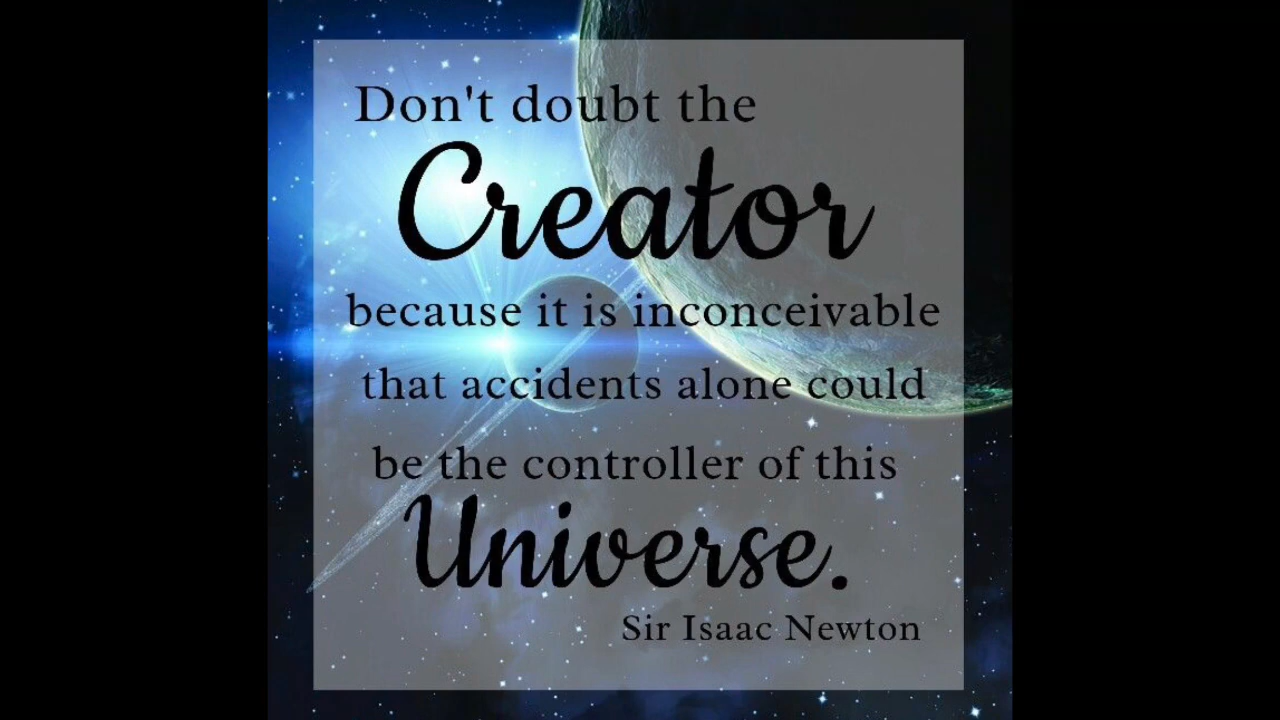 Don't doubt the
Creator
because it is inconceivable
that accidents alone could
be the controller of this
Universe.
Sir Isaac Newton